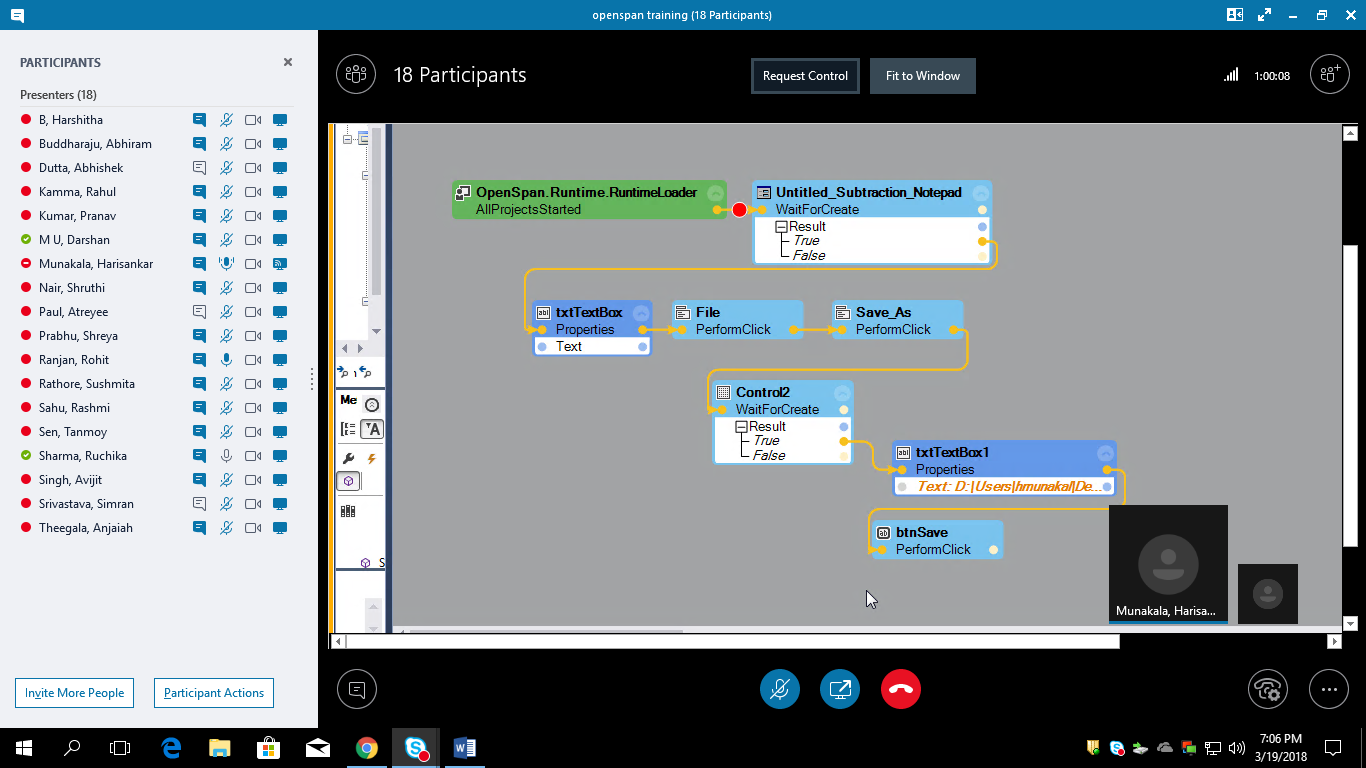 openspan training (18 Participants)
PARTICIPANTS
Presenters (18)
B, Harshitha
Buddharaju, Abhiram
Dutta, Abhishek
Kamma, Rahul
Kumar, Pranav
M U, Darshan
Munakala, Harisankar
Nair, Shruthi
Paul, Atreyee
Prabhu, Shreya
Ranjan, Rohit
Rathore, Sushmita
Sahu, Rashmi
Sen, Tanmoy
Sharma, Ruchika
Singh, Avijit
Srivastava, Simran
Theegala, Anjaiah
Invite More People
Participant Actions
18 Participants
Request Control
Fit to Window
1:00:08
OpenSpan.Runtime.RuntimeLoader
AllProjectsStarted
Untitled_Subtraction_Notepad
WaitForCreate
Result
True
False
txtTextBox
Properties
Text
File
PerformClick
Save_As
PerformClick
Control2
WaitForCreate
Result
True
False
txtTextBox1
Properties
Text: D:\Users\hmunakal\De...
btnSave
PerformClick
Me
S
Munakala, Harisa...
7:06 PM
3/19/2018